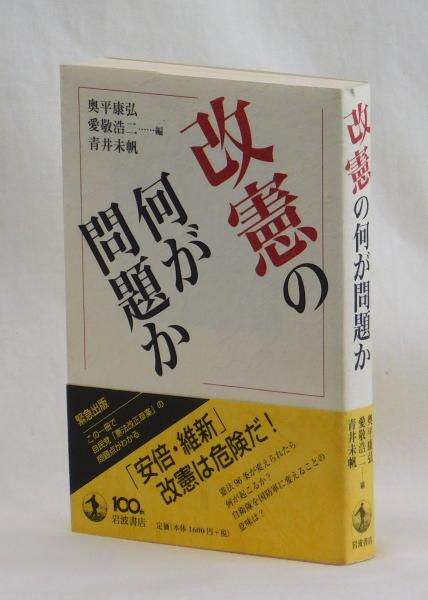 改憲の
何が
問題か
奥平康弘
愛敬浩二……編
青井未帆
緊急出版
この一冊で
自民党「憲法改正草案」の
問題点がわかる
「安倍・維新」
改憲は危険だ！
憲法96条が変えられたら
何が起こるか？
自衛隊を国防軍に変えることの
意味は？
100th
岩波書店
定価(本体1600円+税)
改憲の何が問題か
奥平康弘
愛敬浩二 編
青井未帆
岩波書店